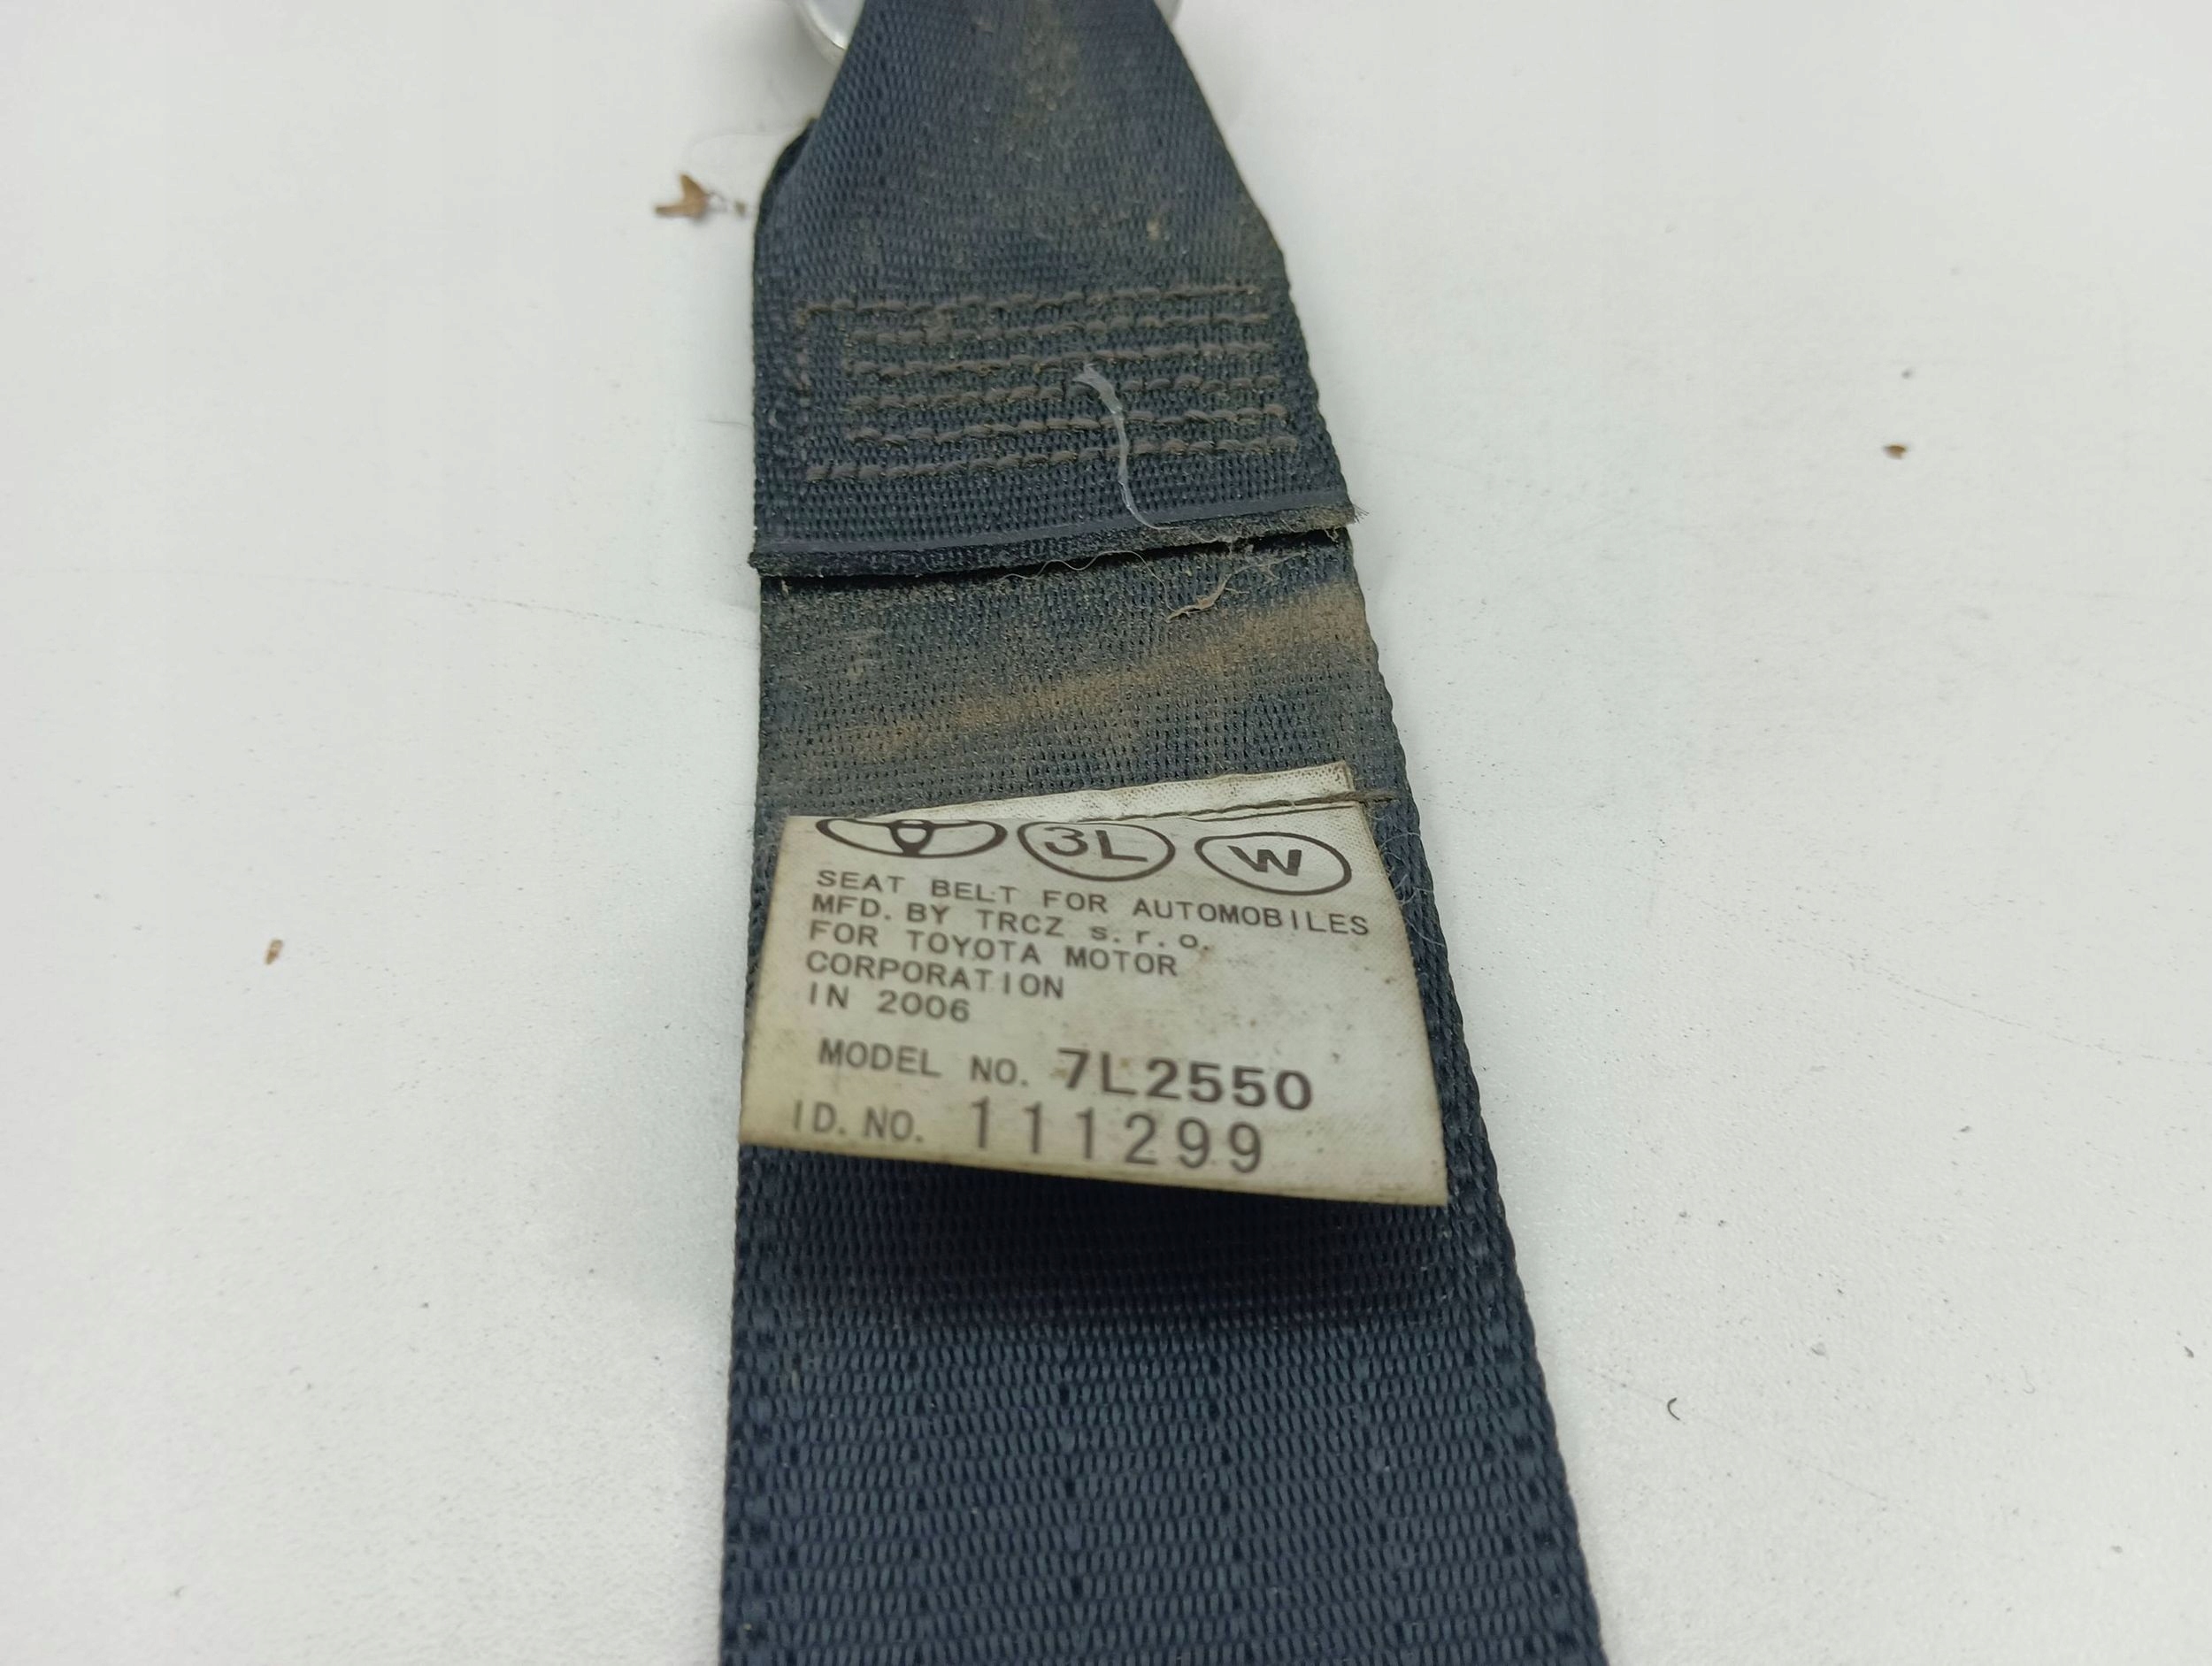 3L W
SEAT BELT FOR AUTOMOBILES
MFD. BY TRCZ s.r.o.
FOR TOYOTA MOTOR
CORPORATION
IN 2006
MODEL NO. 7L2550
ID. NO. 111299